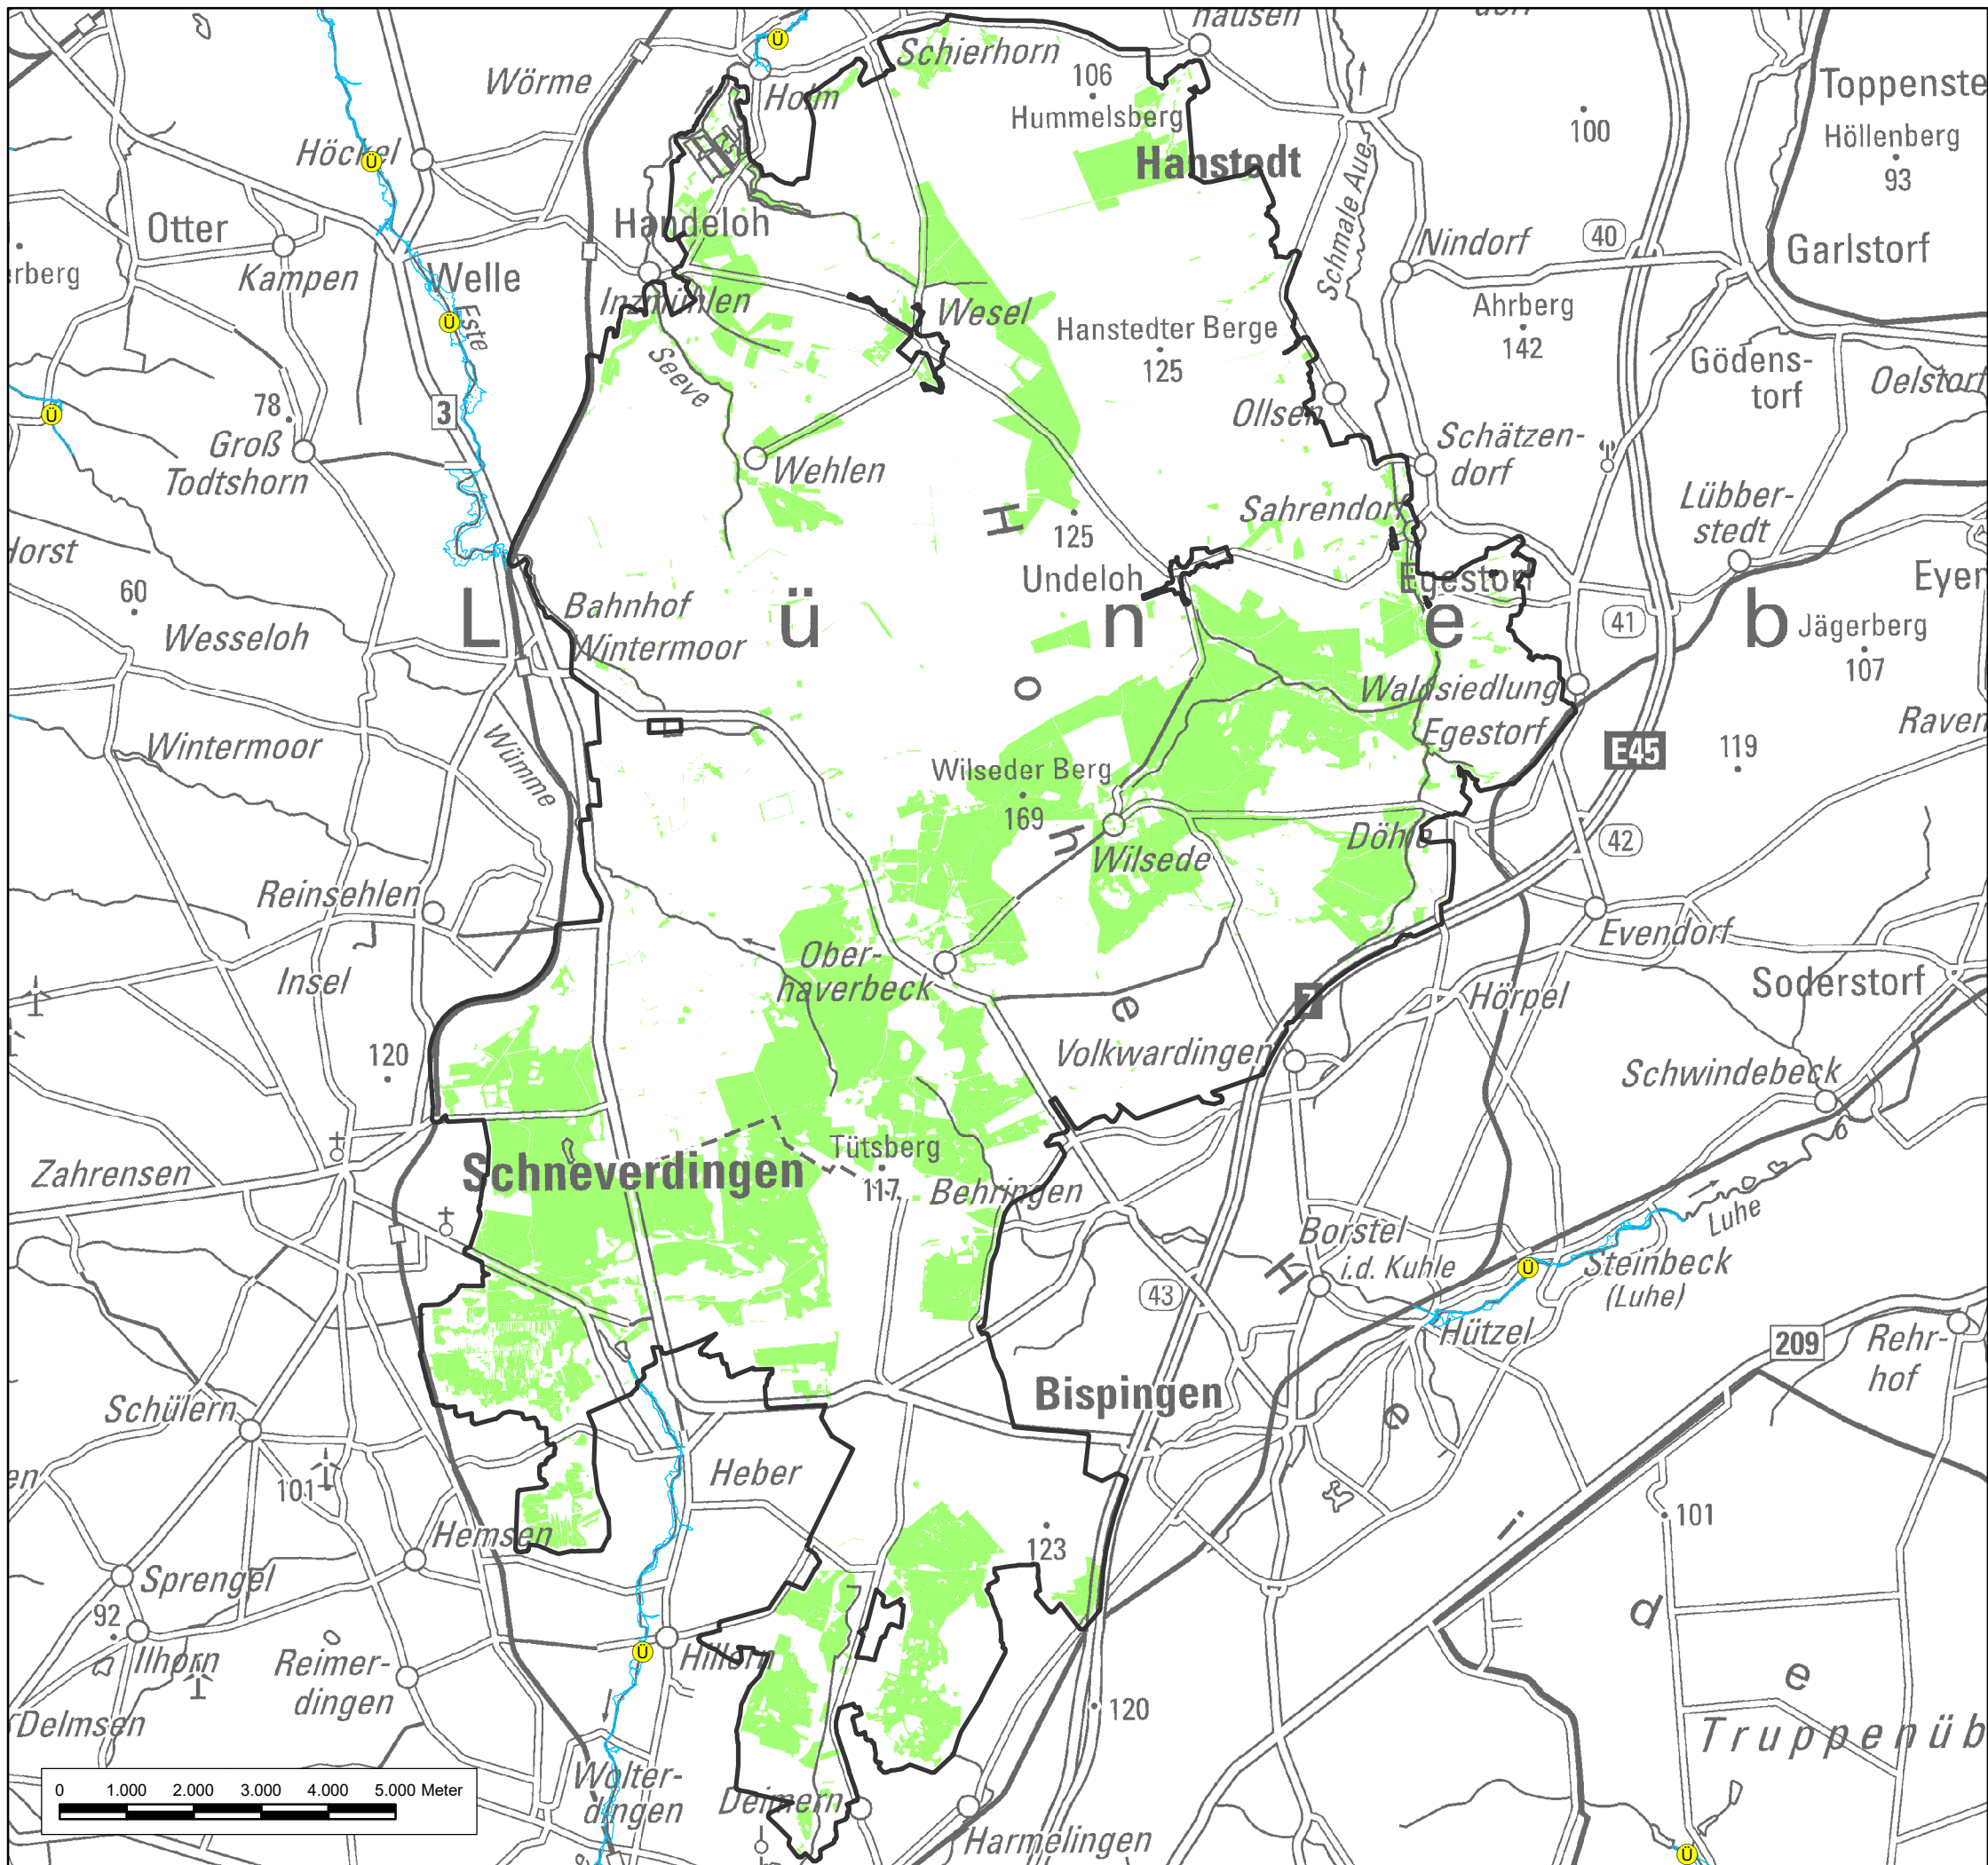 hausen
Schierhorn
Wörme
106
Holm
Hummelsberg
Toppenste
100
Höllenberg
93
Höckel
Hanstedt
Ü
Ü
Schmale Aue
Otter
Handeloh
Nindorf
40
Garlstorf
rberg
Kampen
Welle
Inzmühlen
Wesel
Ahrberg
142
Ü
Este
Hanstedter Berge
125
Gödens-
torf
Oelstorf
Seeve
Ü
78
3
Groß
Todtshorn
Ollsen
Schätzen-
dorf
Wehlen
Lübber-
stedt
Sahrendorf
H
125
Horst
Undeloh
Egestorf
Eyen
60
Bahnhof
Wintermoor
L
ü
n
e
b
41
Jägerberg
107
Wesseloh
o
Waldsiedlung
Egestorf
Raven
Wintermoor
Wümme
E45
119
Wilseder Berg
169
h
Wilsede
Döhle
42
Reinsehlen
Evendorf
Insel
Ober-
haverbeck
e
7
Hörpel
Soderstorf
120
Volkwardingen
Schwindebeck
Zahrensen
Schneverdingen
Tütsberg
117
Behringen
Luhe
Borstel
i.d. Kuhle
H
Ü
Steinbeck
(Luhe)
43
Hützel
209
Rehr-
hof
Bispingen
e
Schülern
Heber
en
101
i
101
Hemsen
123
Sprengel
92
d
Ilhorn
Reimer-
dingen
Ü
Hillern
e
Delmsen
120
Truppenüb
0 1.000 2.000 3.000 4.000 5.000 Meter
Wolter-
dingen
Deimern
Harmelingen
Ü